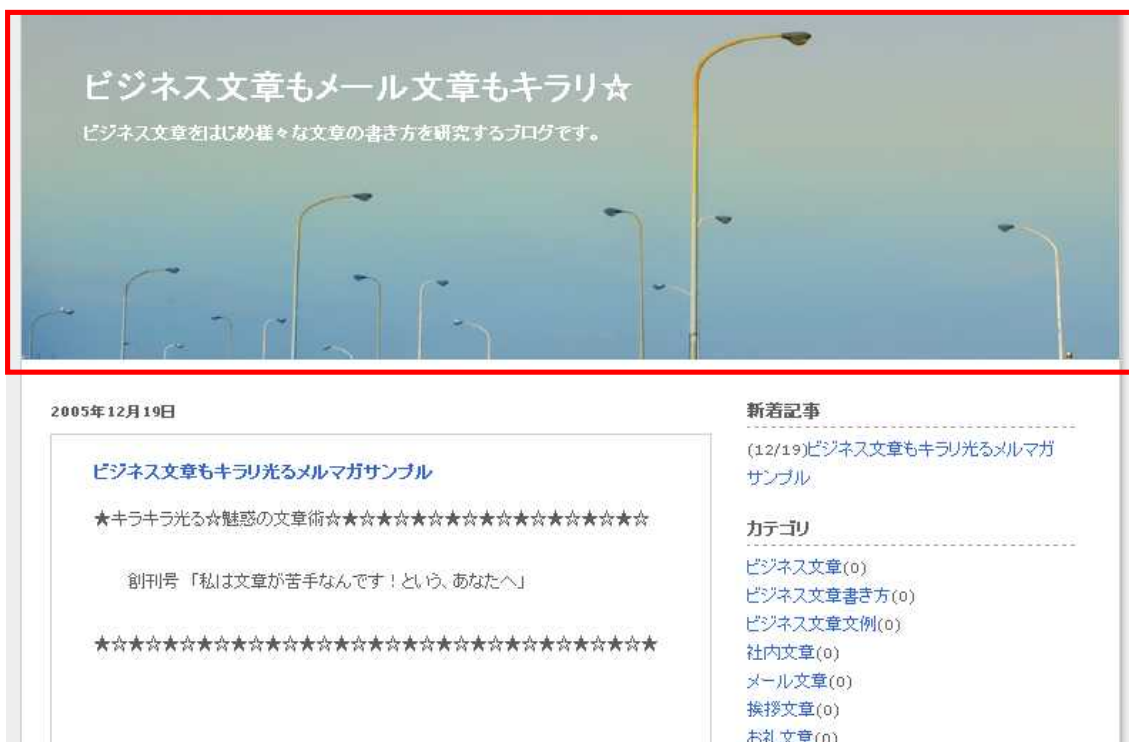 ビジネス文章もメール文章もキラリ☆
ビジネス文章をはじめ様々な文章の書き方を研究するブログです。
2005年12月19日
ビジネス文章もキラリ光るメルマガサンプル
★キラキラ光る☆魅惑の文章術☆★☆★☆★☆★☆★☆★☆★☆★☆★☆
創刊号 「私は文章が苦手なんです！という、あなたへ」
★☆★☆★☆★☆★☆★☆★☆★☆★☆★☆★☆★☆★☆★☆★☆★☆★
新着記事
(12/19)ビジネス文章もキラリ光るメルマガ
サンプル
カテゴリ
ビジネス文章(0)
ビジネス文章書き方(0)
ビジネス文章文例(0)
社内文章(0)
メール文章(0)
挨拶文章(0)
お礼文章(0)